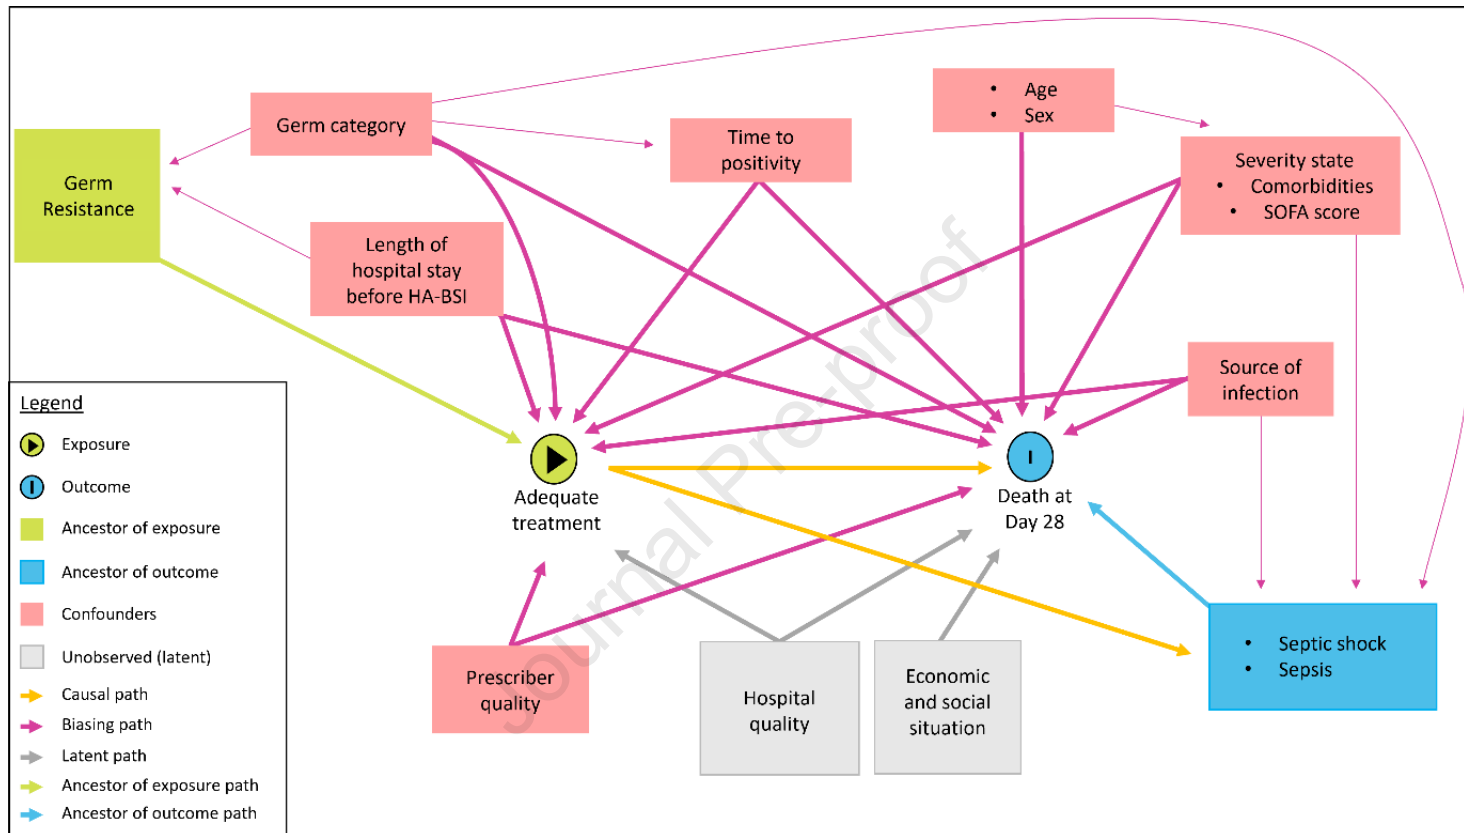 Germ category
Germ
Resistance
Length of
hospital stay
before HA-BSI
Time to
positivity
• Age
• Sex
Severity state
• Comorbidities
• SOFA score
Source of
infection
Adequate
treatment
I
Death at
Day 28
Prescriber
quality
Hospital
quality
Economic
and social
situation
• Septic shock
• Sepsis
Journal Pre-proof
Legend
Exposure
I
Outcome
Ancestor of exposure
Ancestor of outcome
Confounders
Unobserved (latent)
Causal path
Biasing path
Latent path
Ancestor of exposure path
Ancestor of outcome path